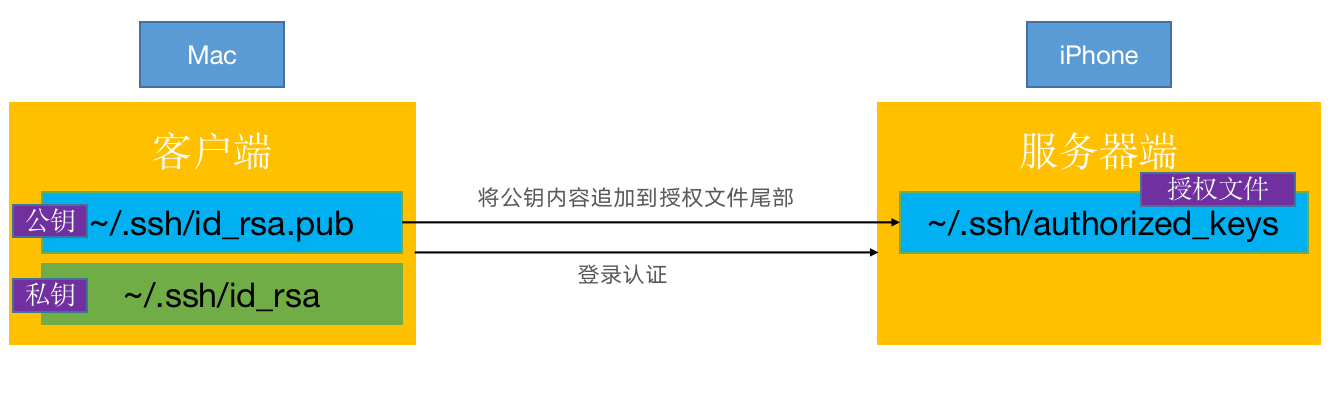 Mac
iPhone
客户端
服务器端
将公钥内容追加到授权文件尾部
授权文件
公钥
~/.ssh/id_rsa.pub
~/.ssh/authorized_keys
登录认证
私钥
~/.ssh/id_rsa